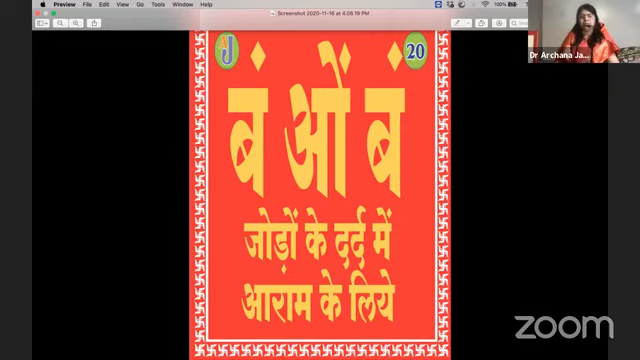 Preview File Edit View Go Tools Window Help
100%
Screenshot 2020-11-16 at 4.08.19 PM
J
20
बं ओं बं
जोड़ों के दर्द में
आराम के लिये
Dr Archana Ja...
zoom